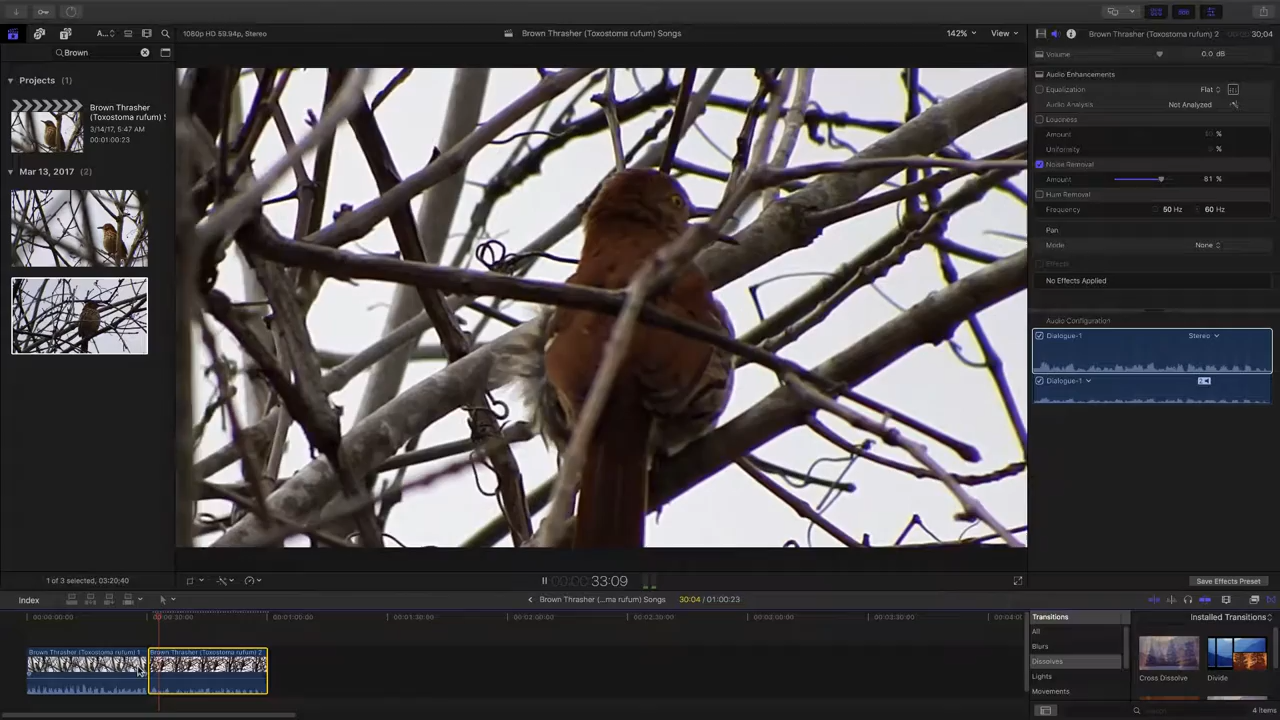 1080p HD 59.94p, Stereo
Brown Thrasher (Toxostoma rufum) Songs
142%
View
Brown Thrasher (Toxostoma rufum) 2
30;04
A...
Brown
Projects (1)
Brown Thrasher
(Toxostoma rufum) S
3/14/17, 5:47 AM
00:01:00:23
Mar 13, 2017 (2)
1 of 3 selected, 03:20;40
Volume
0.0 dB
Audio Enhancements
Equalization
Flat
Audio Analysis
Not Analyzed
Loudness
Amount
%
Uniformity
%
Noise Removal
Amount
81 %
Hum Removal
Frequency
50 Hz
60 Hz
Pan
Mode
None
Effects
No Effects Applied
Audio Configuration
Dialogue-1
Stereo
Dialogue-1
Save Effects Preset
33:09
Index
Brown Thrasher (...ma rufum) Songs
30:04 / 01:00:23
00:00:00:00
00:00:30:00
00:01:00:00
00:01:30:00
00:02:00:00
00:02:30:00
00:03:00:00
00:03:30:00
00:04:0
Brown Thrasher (Toxostoma rufum) 1
Brown Thrasher (Toxostoma rufum) 2
Transitions
Installed Transitions
All
Blurs
Dissolves
Lights
Movements
Cross Dissolve
Divide
Search
4 items